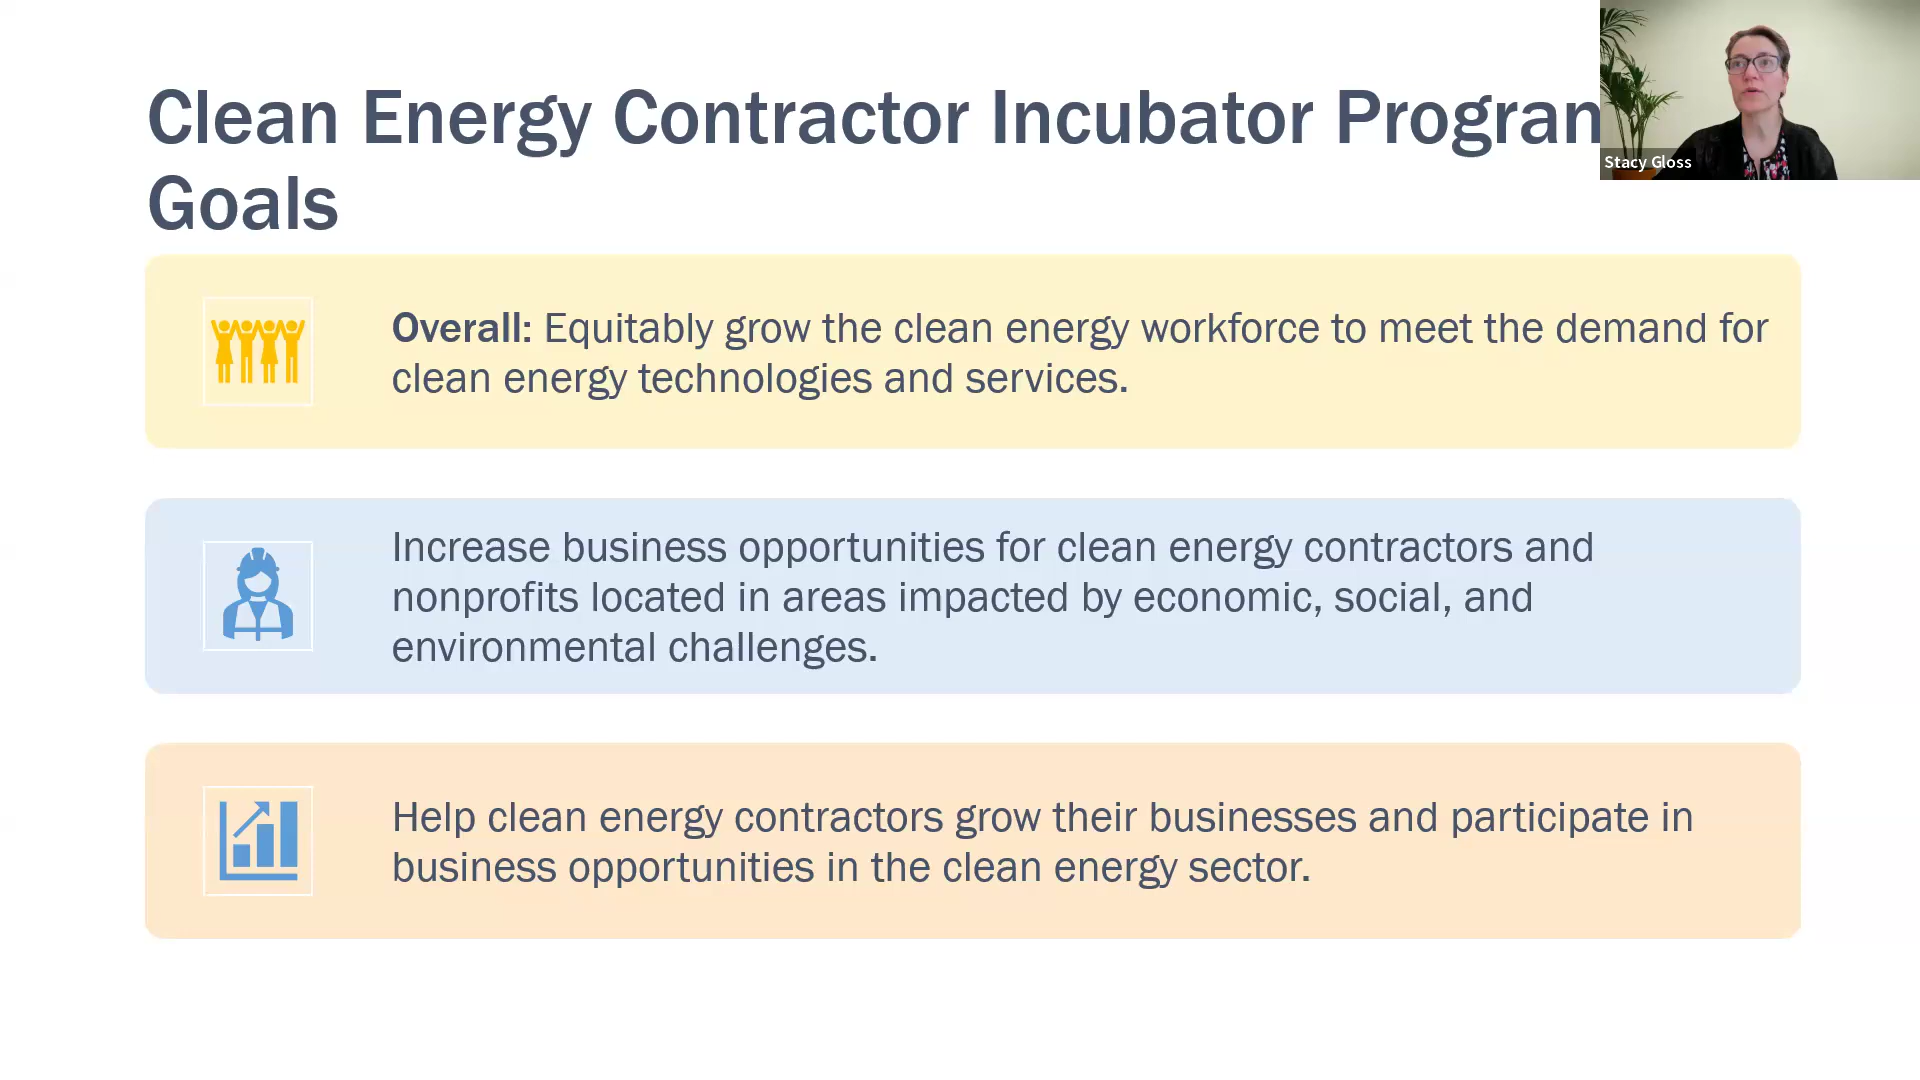 Clean Energy Contractor Incubator Program
Goals
Stacy Gloss
Overall: Equitably grow the clean energy workforce to meet the demand for
clean energy technologies and services.
Increase business opportunities for clean energy contractors and
nonprofits located in areas impacted by economic, social, and
environmental challenges.
Help clean energy contractors grow their businesses and participate in
business opportunities in the clean energy sector.